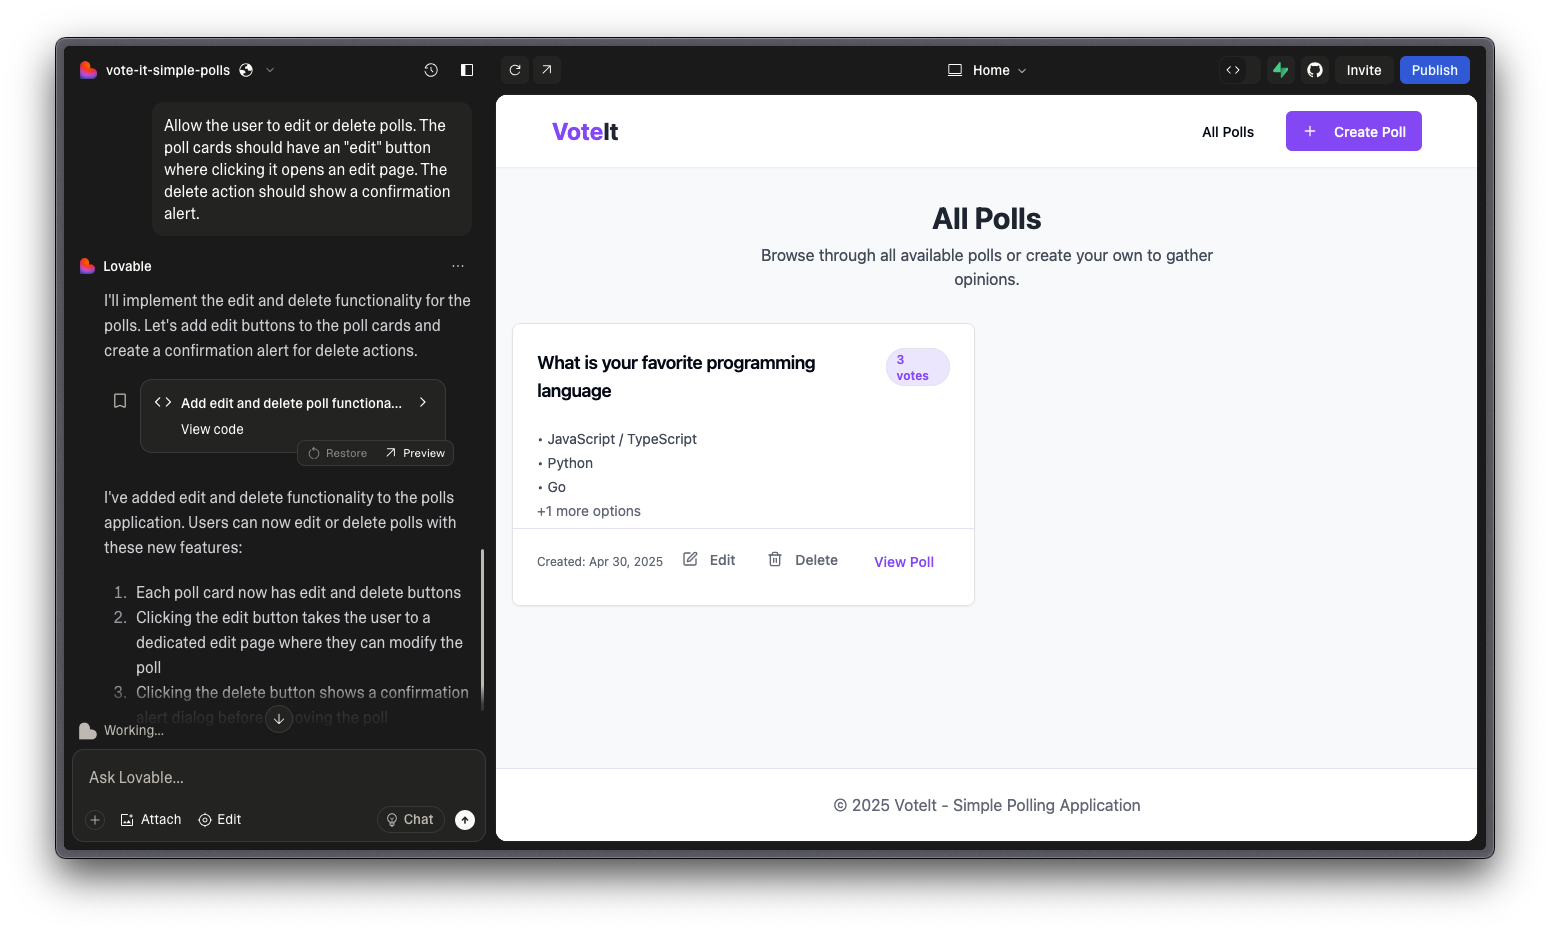 vote-it-simple-polls
Home
Invite
Publish
Allow the user to edit or delete polls. The
poll cards should have an "edit" button
where clicking it opens an edit page. The
delete action should show a confirmation
alert.
Lovable
I'll implement the edit and delete functionality for the
polls. Let's add edit buttons to the poll cards and
create a confirmation alert for delete actions.
Add edit and delete poll functiona...
View code
Restore
Preview
I've added edit and delete functionality to the polls
application. Users can now edit or delete polls with
these new features:
1. Each poll card now has edit and delete buttons
2. Clicking the edit button takes the user to a
dedicated edit page where they can modify the
poll
3. Clicking the delete button shows a confirmation
alert dialog before oving the poll
Working...
Ask Lovable...
Attach
Edit
Chat
VoteIt
All Polls
+ Create Poll
All Polls
Browse through all available polls or create your own to gather
opinions.
What is your favorite programming
language
3
votes
• JavaScript / TypeScript
• Python
• Go
+1 more options
Created: Apr 30, 2025
Edit
Delete
View Poll
© 2025 VoteIt - Simple Polling Application